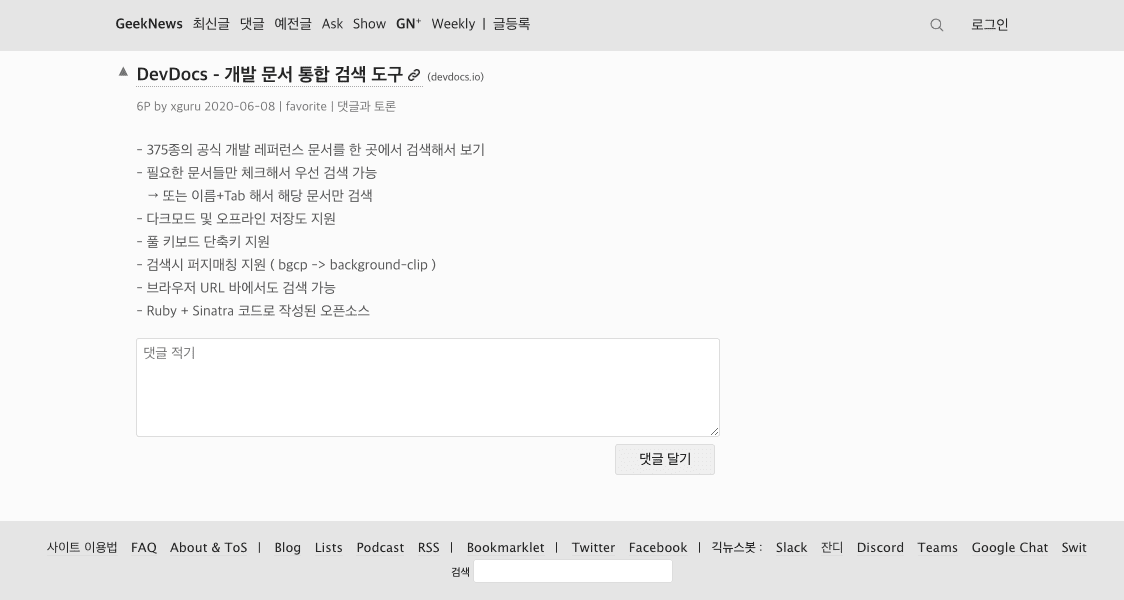 GeekNews 최신글 댓글 예전글 Ask Show GN⁺ Weekly | 글등록 로그인
▲ DevDocs - 개발 문서 통합 검색 도구 (devdocs.io)
6P by xguru 2020-06-08 | favorite | 댓글과 토론
- 375종의 공식 개발 레퍼런스 문서를 한 곳에서 검색해서 보기
- 필요한 문서들만 체크해서 우선 검색 가능
→ 또는 이름+Tab 해서 해당 문서만 검색
- 다크모드 및 오프라인 저장도 지원
- 풀 키보드 단축키 지원
- 검색시 퍼지매칭 지원 ( bgcp -> background-clip )
- 브라우저 URL 바에서도 검색 가능
- Ruby + Sinatra 코드로 작성된 오픈소스
댓글 적기
댓글 달기
사이트 이용법 FAQ About & ToS | Blog Lists Podcast RSS | Bookmarklet | Twitter Facebook | 긱뉴스봇 : Slack 잔디 Discord Teams Google Chat Swit
검색